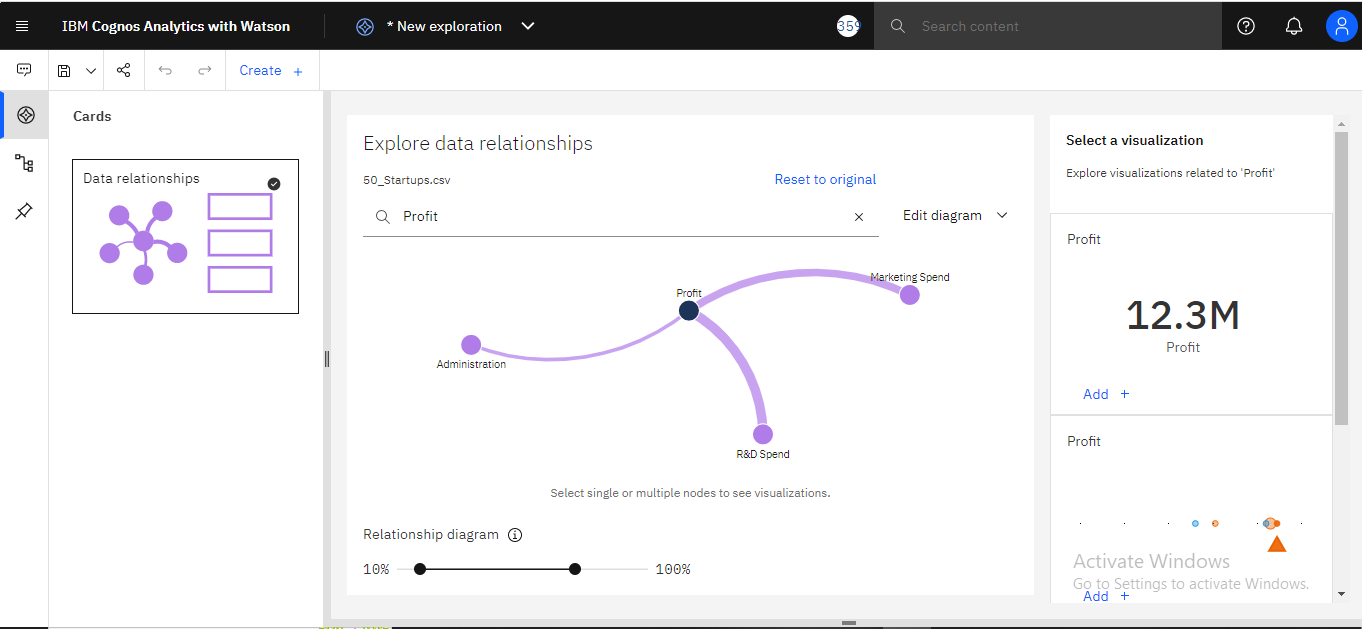 IBM Cognos Analytics with Watson
* New exploration
359
Search content
Create +
Cards
Data relationships
Explore data relationships
50_Startups.csv
Reset to original
Profit
Edit diagram
Marketing Spend
Profit
Administration
R&D Spend
Select single or multiple nodes to see visualizations.
Relationship diagram
10%
100%
Select a visualization
Explore visualizations related to 'Profit'
Profit
12.3M
Profit
Add +
Profit
Activate Windows
Go to Settings to activate Windows.
Add +